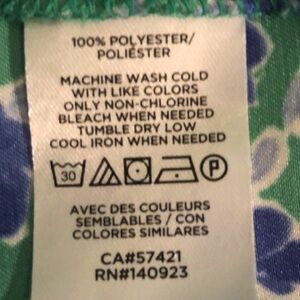 100% POLYESTER/
POLIÉSTER
MACHINE WASH COLD
WITH LIKE COLORS
ONLY NON-CHLORINE
BLEACH WHEN NEEDED
TUMBLE DRY LOW
COOL IRON WHEN NEEDED
30 P
AVEC DES COULEURS
SEMBLABLES / CON
COLORES SIMILARES
CA#57421
RN#140923